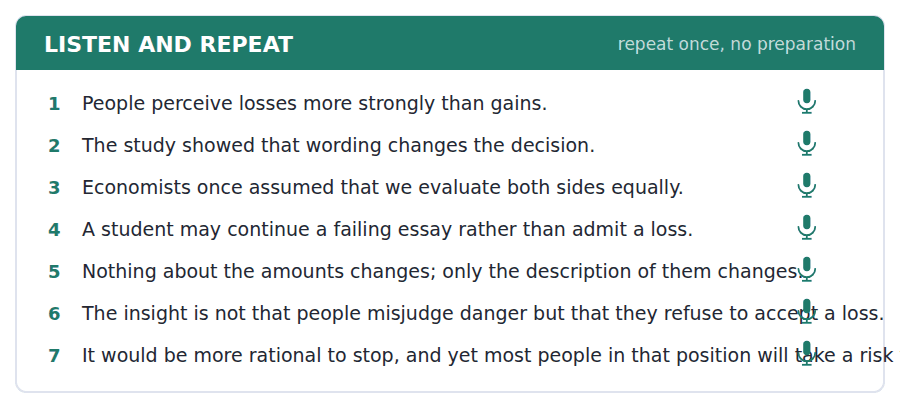 LISTEN AND REPEAT
repeat once, no preparation
1 People perceive losses more strongly than gains.
2 The study showed that wording changes the decision.
3 Economists once assumed that we evaluate both sides equally.
4 A student may continue a failing essay rather than admit a loss.
5 Nothing about the amounts changes; only the description of them changes.
6 The insight is not that people misjudge danger but that they refuse to accept a loss.
7 It would be more rational to stop, and yet most people in that position will take a risk